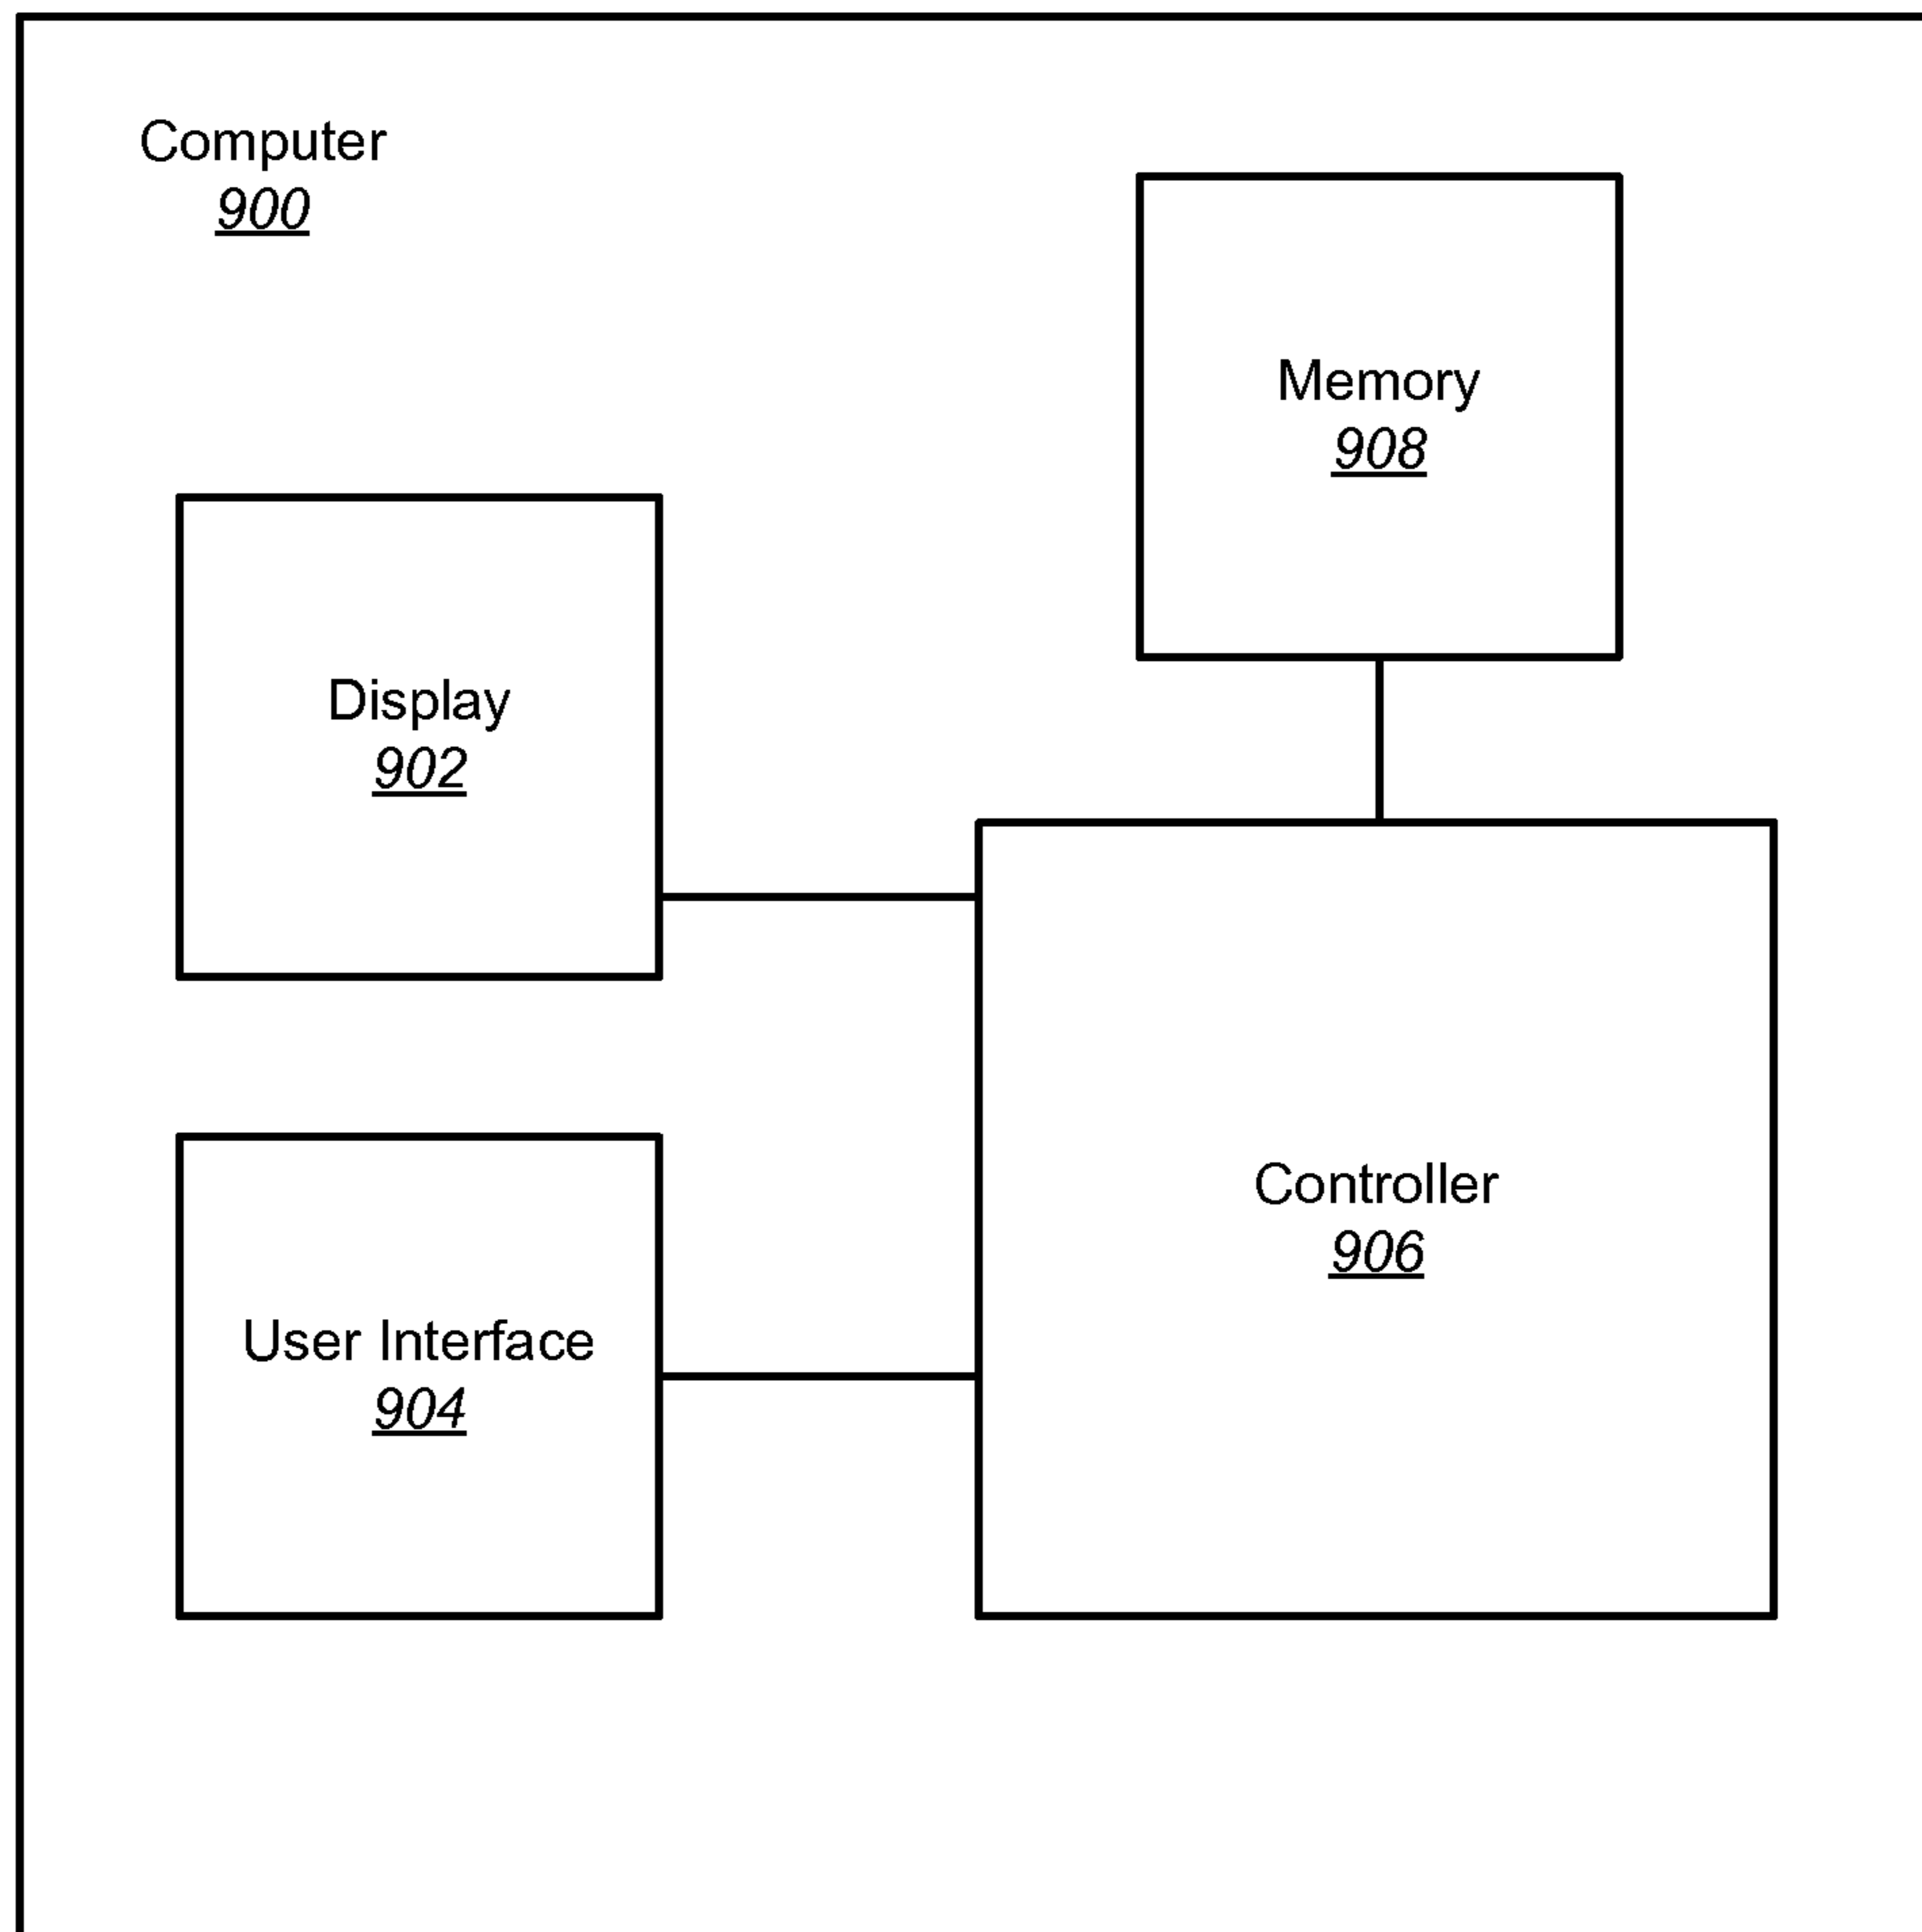 Computer
900
Memory
908
Display
902
Controller
906
User Interface
904